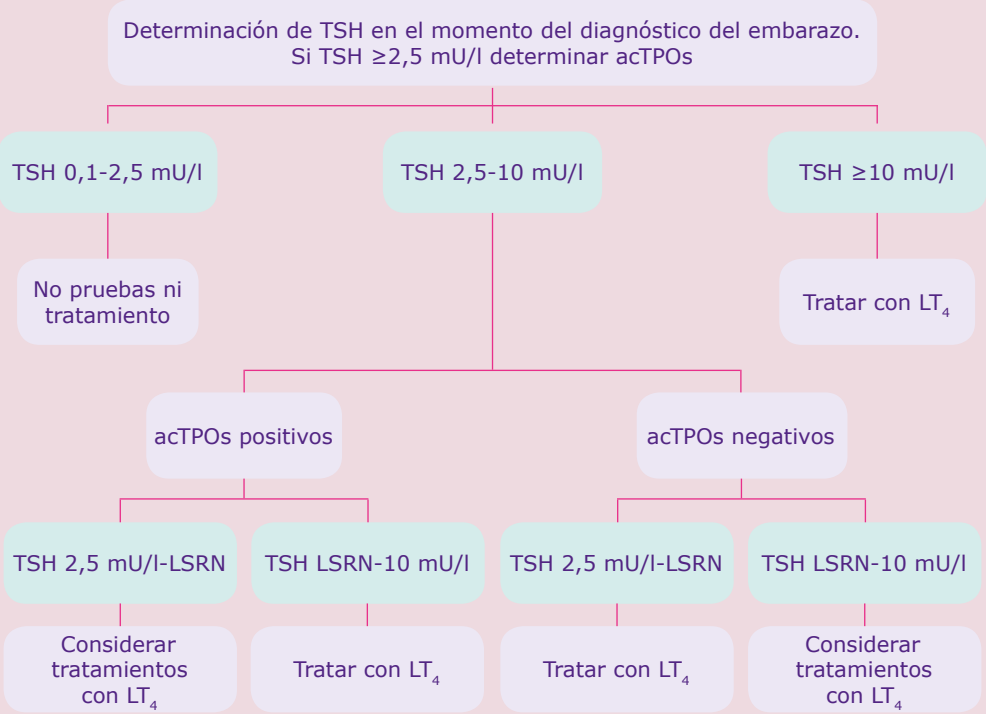 Determinación de TSH en el momento del diagnóstico del embarazo.
Si TSH ≥2,5 mU/l determinar acTPOs
TSH 0,1-2,5 mU/l
TSH 2,5-10 mU/l
TSH ≥10 mU/l
No pruebas ni
tratamiento
Tratar con LT₄
acTPOs positivos
acTPOs negativos
TSH 2,5 mU/l-LSRN
TSH LSRN-10 mU/l
TSH 2,5 mU/l-LSRN
TSH LSRN-10 mU/l
Considerar
tratamientos
con LT₄
Tratar con LT₄
Tratar con LT₄
Considerar
tratamientos
con LT₄